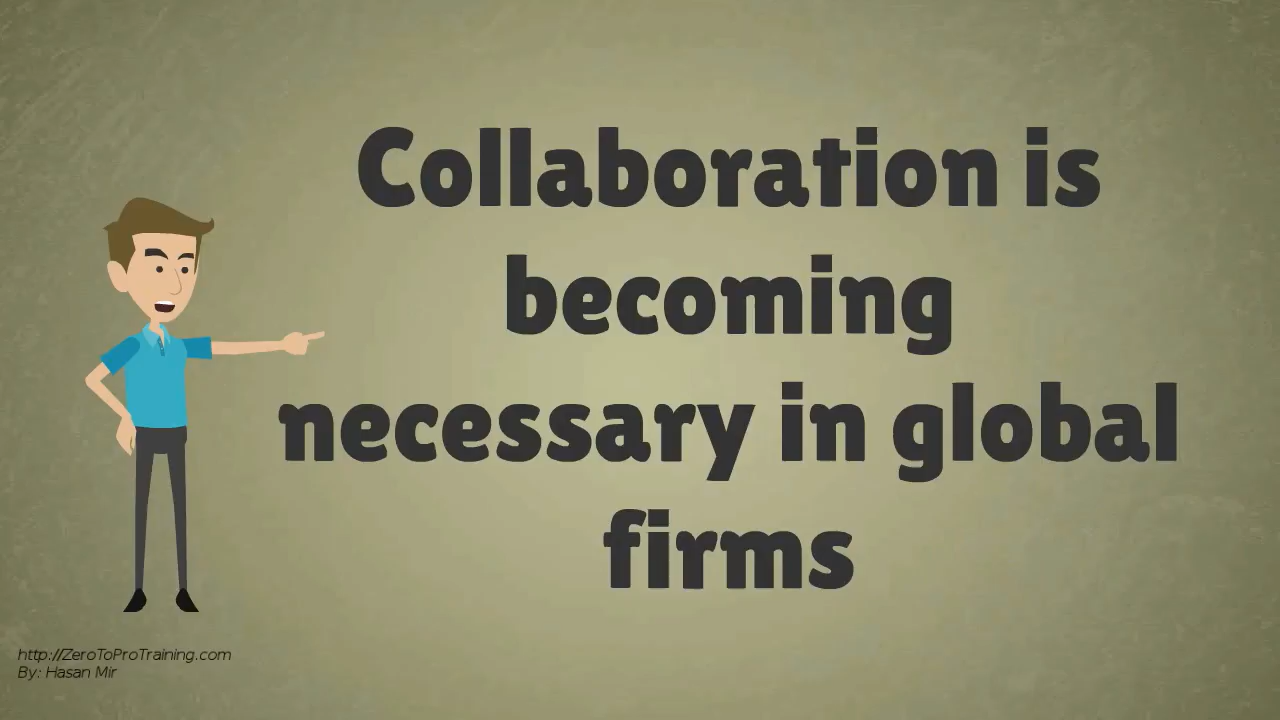 Collaboration is
becoming
necessary in global
firms
http://ZeroToProTraining.com
By: Hasan Mir